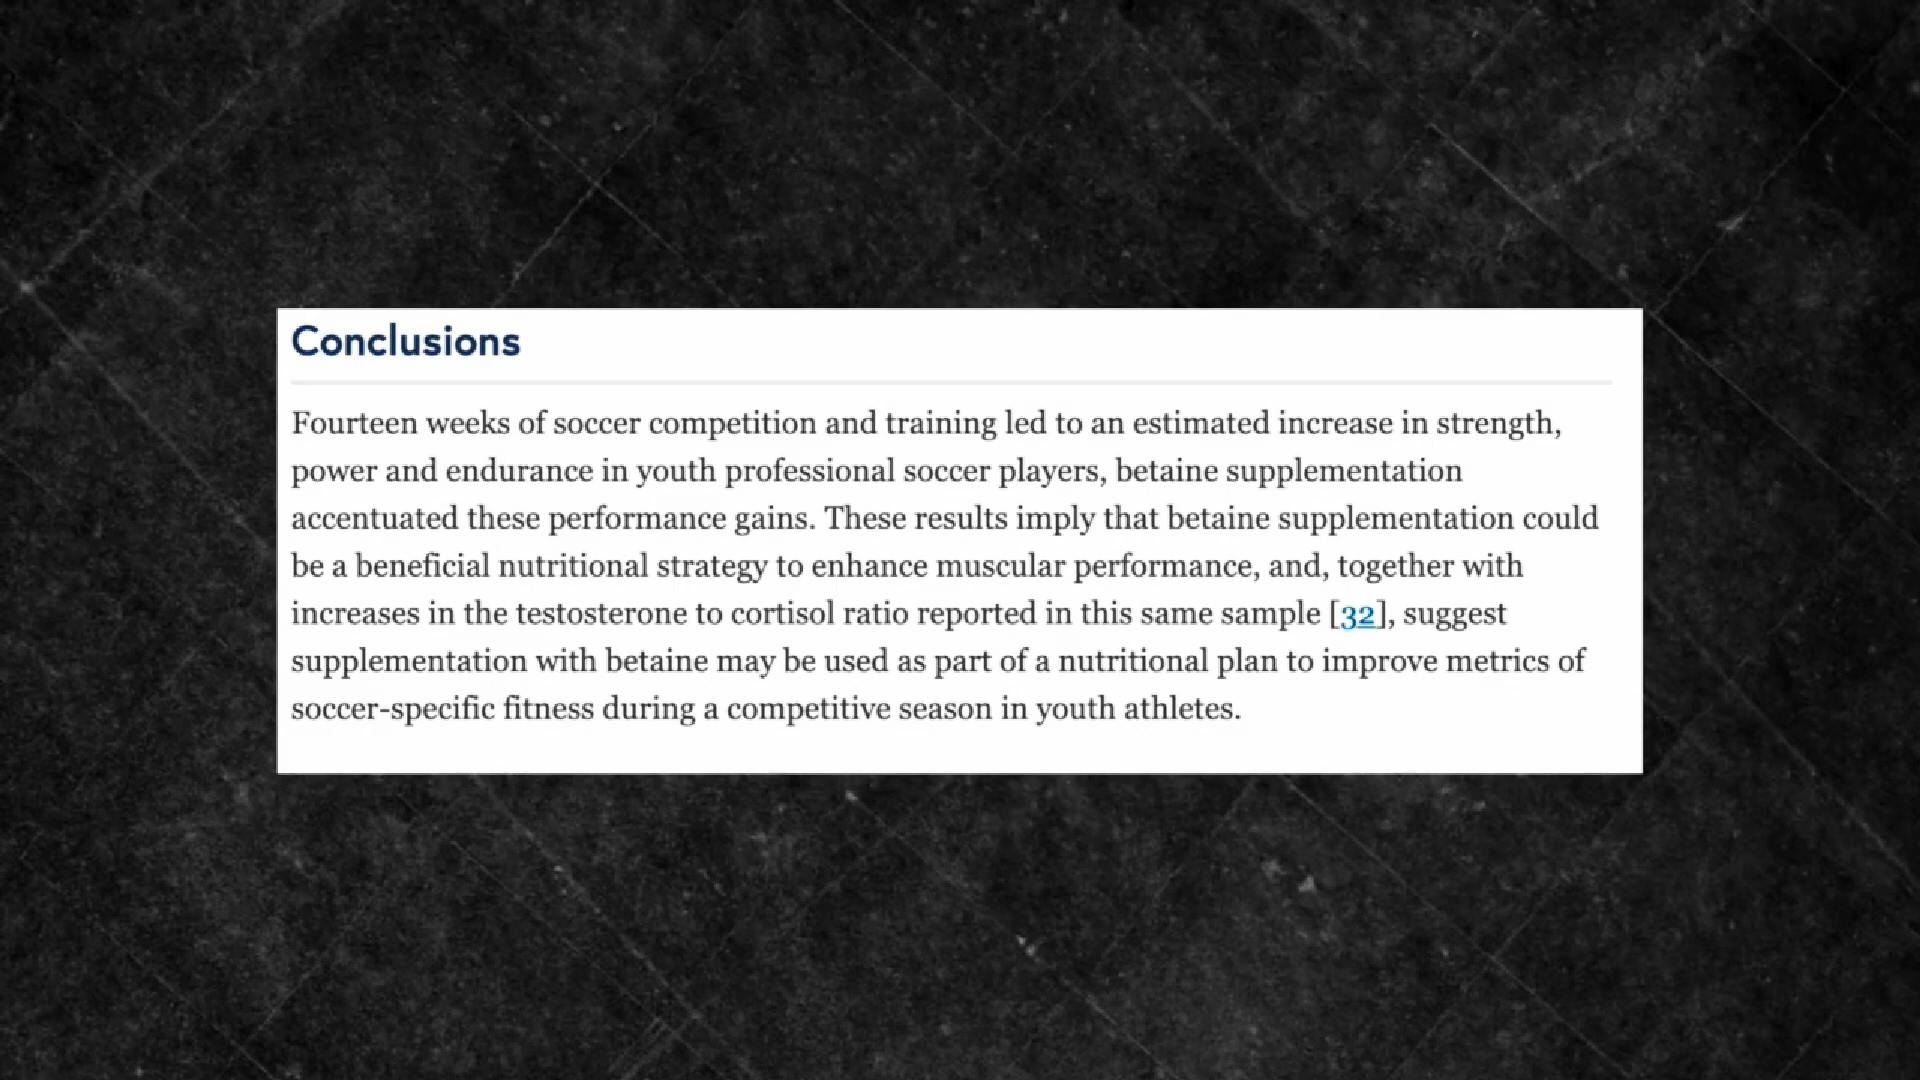 Conclusions
Fourteen weeks of soccer competition and training led to an estimated increase in strength,
power and endurance in youth professional soccer players, betaine supplementation
accentuated these performance gains. These results imply that betaine supplementation could
be a beneficial nutritional strategy to enhance muscular performance, and, together with
increases in the testosterone to cortisol ratio reported in this same sample [32], suggest
supplementation with betaine may be used as part of a nutritional plan to improve metrics of
soccer-specific fitness during a competitive season in youth athletes.